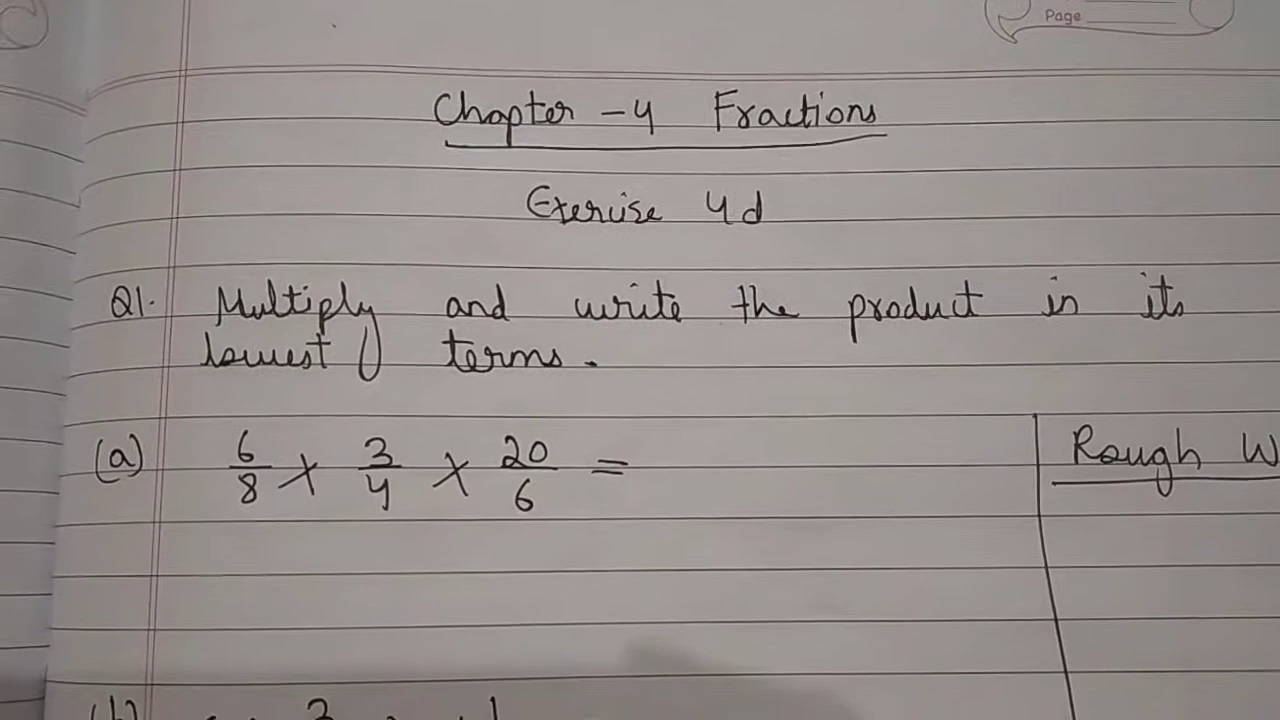 Page
Chapter - 4 Fractions
Exercise 4d
Q1. Multiply and write the product in its
lowest terms.
(a) 6/8 × 3/4 × 20/6 =
Rough W
(b)